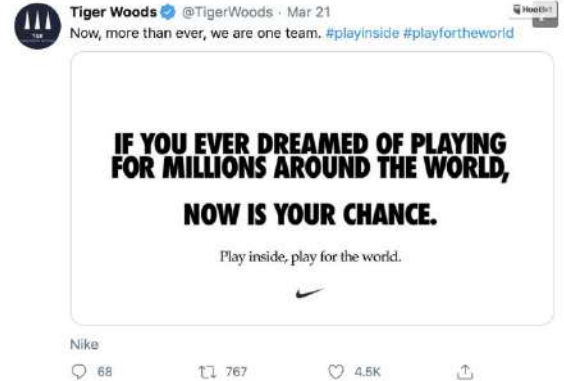 Tiger Woods @TigerWoods · Mar 21
Now, more than ever, we are one team. #playinside #playfortheworld
IF YOU EVER DREAMED OF PLAYING
FOR MILLIONS AROUND THE WORLD,
NOW IS YOUR CHANCE.
Play inside, play for the world.
Nike
68 767 4.5K